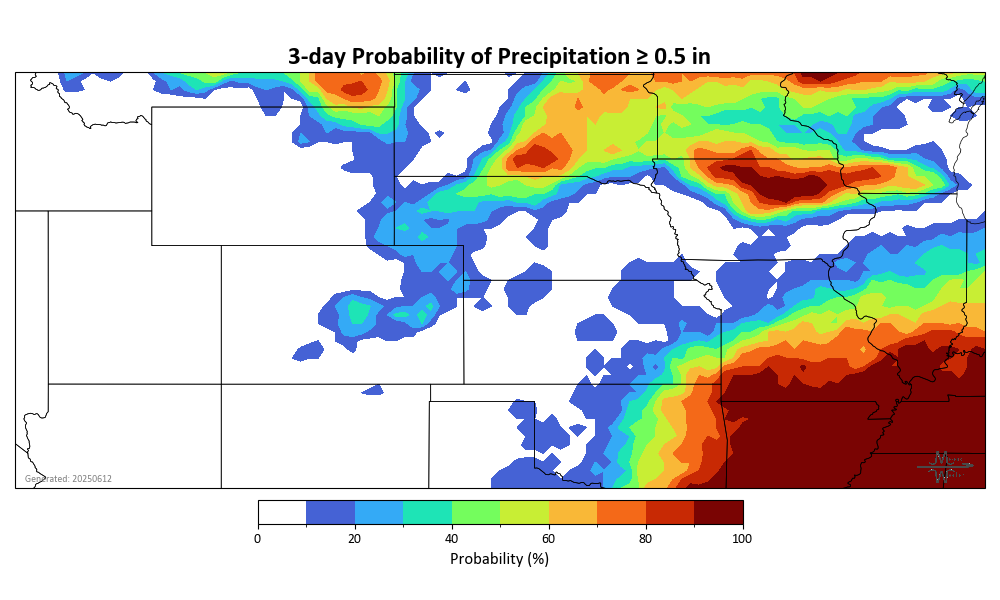 3-day Probability of Precipitation ≥ 0.5 in
Generated: 20250612
0 20 40 60 80 100
Probability (%)